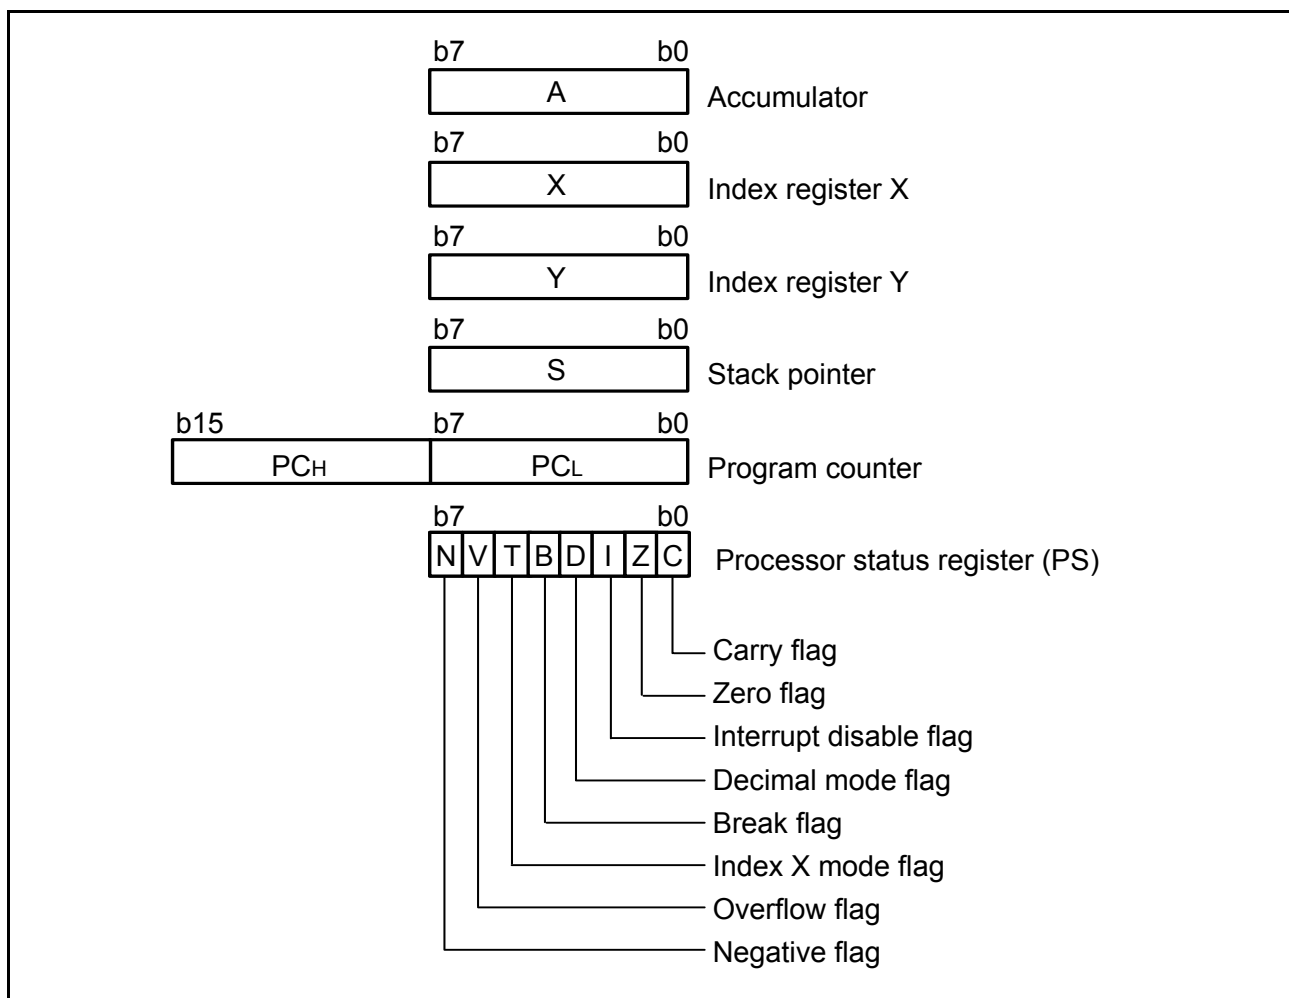 b7 b0
A Accumulator
b7 b0
X Index register X
b7 b0
Y Index register Y
b7 b0
S Stack pointer
b15 b7 b0
PCH PCL Program counter
b7 b0
N V T B D I Z C Processor status register (PS)
Carry flag
Zero flag
Interrupt disable flag
Decimal mode flag
Break flag
Index X mode flag
Overflow flag
Negative flag